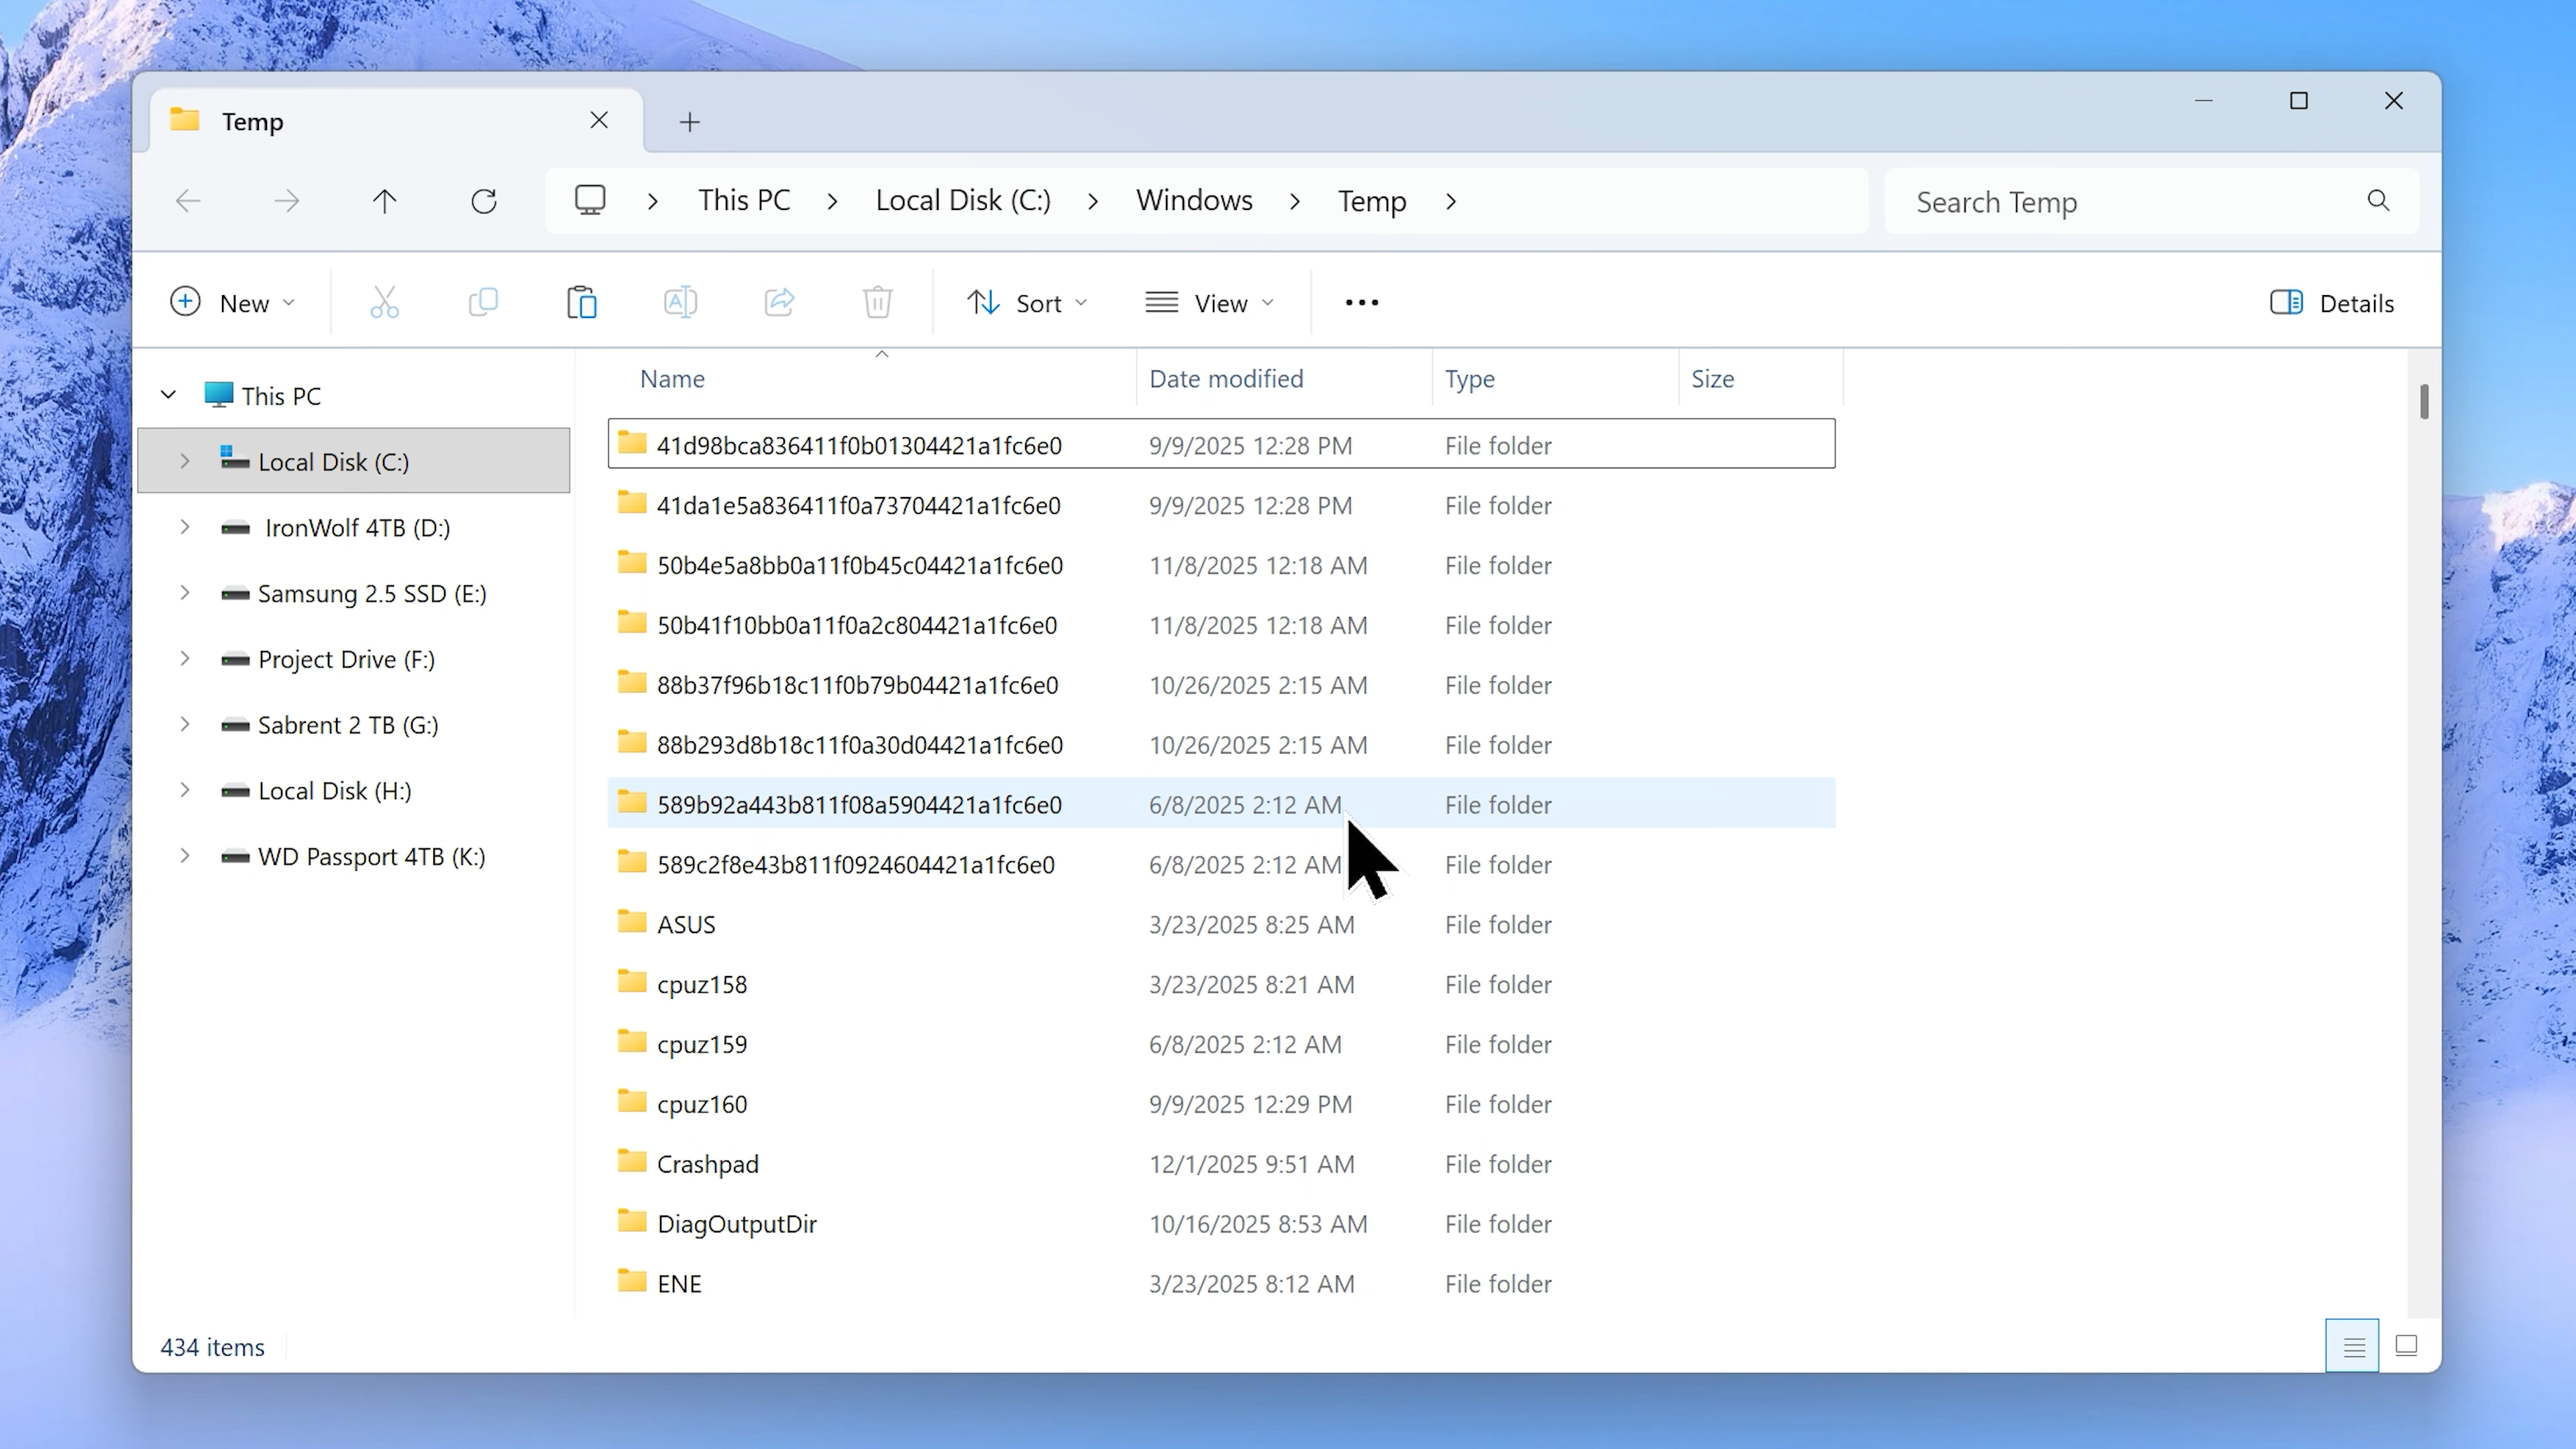 Temp
This PC
Local Disk (C:)
Windows
Temp
Search Temp
New
Sort
View
Details
This PC
Local Disk (C:)
IronWolf 4TB (D:)
Samsung 2.5 SSD (E:)
Project Drive (F:)
Sabrent 2 TB (G:)
Local Disk (H:)
WD Passport 4TB (K:)
Name Date modified Type Size
41d98bca836411f0b01304421a1fc6e0 9/9/2025 12:28 PM File folder
41da1e5a836411f0a73704421a1fc6e0 9/9/2025 12:28 PM File folder
50b4e5a8bb0a11f0b45c04421a1fc6e0 11/8/2025 12:18 AM File folder
50b41f10bb0a11f0a2c804421a1fc6e0 11/8/2025 12:18 AM File folder
88b37f96b18c11f0b79b04421a1fc6e0 10/26/2025 2:15 AM File folder
88b293d8b18c11f0a30d04421a1fc6e0 10/26/2025 2:15 AM File folder
589b92a443b811f08a5904421a1fc6e0 6/8/2025 2:12 AM File folder
589c2f8e43b811f0924604421a1fc6e0 6/8/2025 2:12 AM File folder
ASUS 3/23/2025 8:25 AM File folder
cpuz158 3/23/2025 8:21 AM File folder
cpuz159 6/8/2025 2:12 AM File folder
cpuz160 9/9/2025 12:29 PM File folder
Crashpad 12/1/2025 9:51 AM File folder
DiagOutputDir 10/16/2025 8:53 AM File folder
ENE 3/23/2025 8:12 AM File folder
434 items